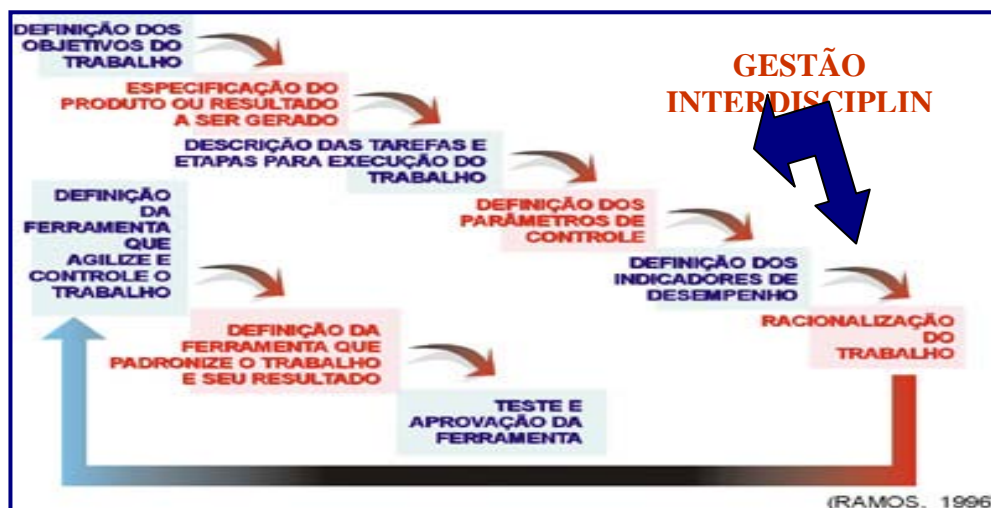 DEFINIÇÃO DOS
OBJETIVOS DO
TRABALHO
GESTÃO
INTERDISCIPLIN
ESPECIFICAÇÃO DO
PRODUTO OU RESULTADO
A SER GERADO
DESCRIÇÃO DAS TAREFAS E
ETAPAS PARA EXECUÇÃO DO
TRABALHO
DEFINIÇÃO DOS
PARÂMETROS DE
CONTROLE
DEFINIÇÃO DOS
INDICADORES DE
DESEMPENHO
RACIONALIZAÇÃO
DO
TRABALHO
DEFINIÇÃO
DA
FERRAMENTA
QUE
AGILIZE E
CONTROLE O
TRABALHO
DEFINIÇÃO DA
FERRAMENTA QUE
PADRONIZE O TRABALHO
E SEU RESULTADO
TESTE E
APROVAÇÃO DA
FERRAMENTA
(RAMOS, 1996